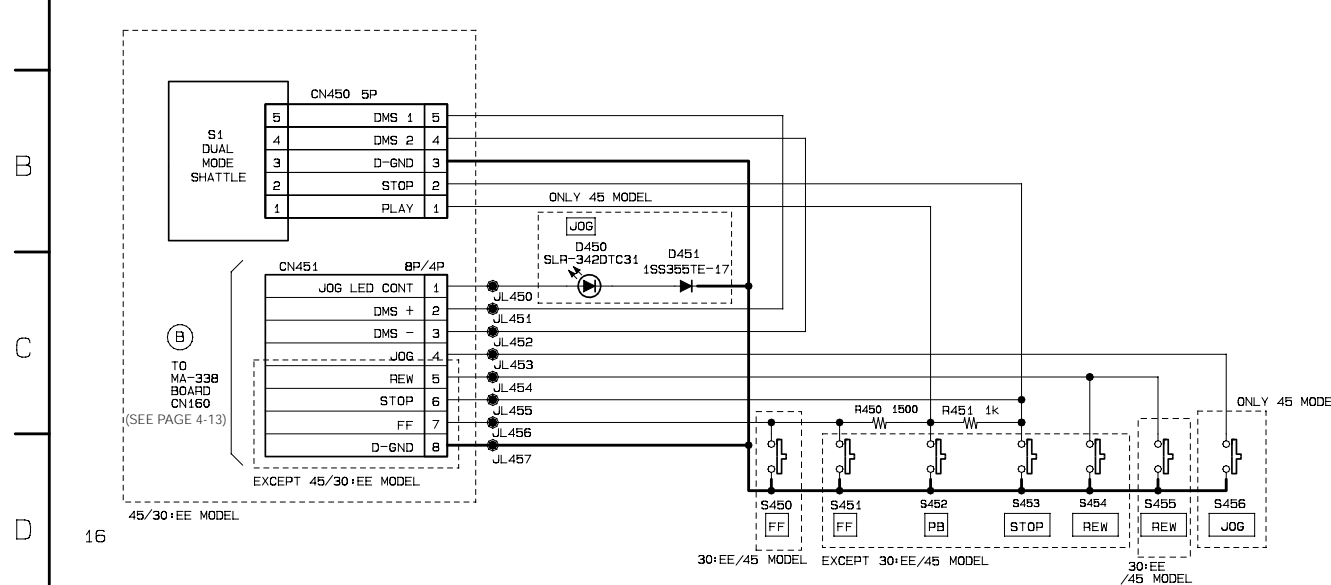 B
C
D
16
CN450 5P
S1
DUAL
MODE
SHATTLE
5 DMS 1 5
4 DMS 2 4
3 D-GND 3
2 STOP 2
1 PLAY 1
ONLY 45 MODEL
JOG
D450
SLR-342DTC31
D451
1SS355TE-17
CN451 8P/4P
JOG LED CONT 1
DMS + 2
DMS - 3
JOG 4
REW 5
STOP 6
FF 7
D-GND 8
JL450
JL451
JL452
JL453
JL454
JL455
JL456
JL457
B
TO
MA-338
BOARD
CN160
(SEE PAGE 4-13)
EXCEPT 45/30:EE MODEL
45/30:EE MODEL
R450 1500 R451 1k
ONLY 45 MODE
S450 S451 S452 S453 S454 S455 S456
FF FF PB STOP REW REW JOG
30:EE/45 MODEL EXCEPT 30:EE/45 MODEL
30:EE
/45 MODEL